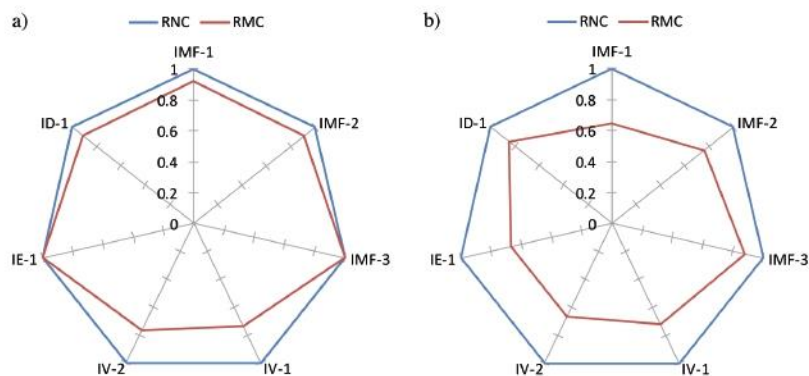 a)
RNC
RMC
IMF-1
1
0.8
0.6
0.4
0.2
0
IMF-2
IMF-3
IV-1
IV-2
IE-1
ID-1
b)
RNC
RMC
IMF-1
1
0.8
0.6
0.4
0.2
0
IMF-2
IMF-3
IV-1
IV-2
IE-1
ID-1